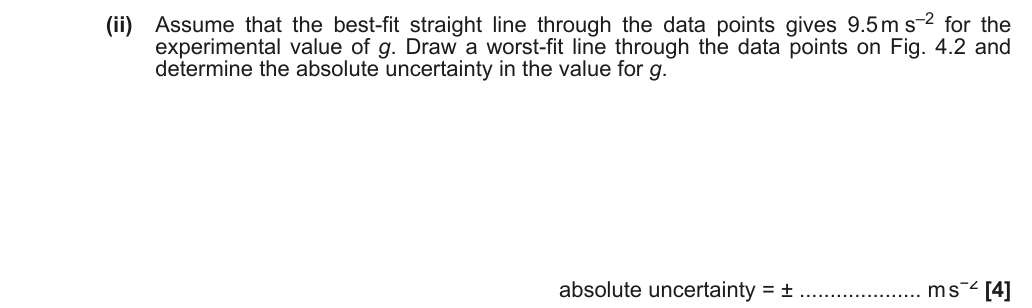 (ii) Assume that the best-fit straight line through the data points gives 9.5 m s⁻² for the
experimental value of g. Draw a worst-fit line through the data points on Fig. 4.2 and
determine the absolute uncertainty in the value for g.
absolute uncertainty = ± .................... m s⁻² [4]